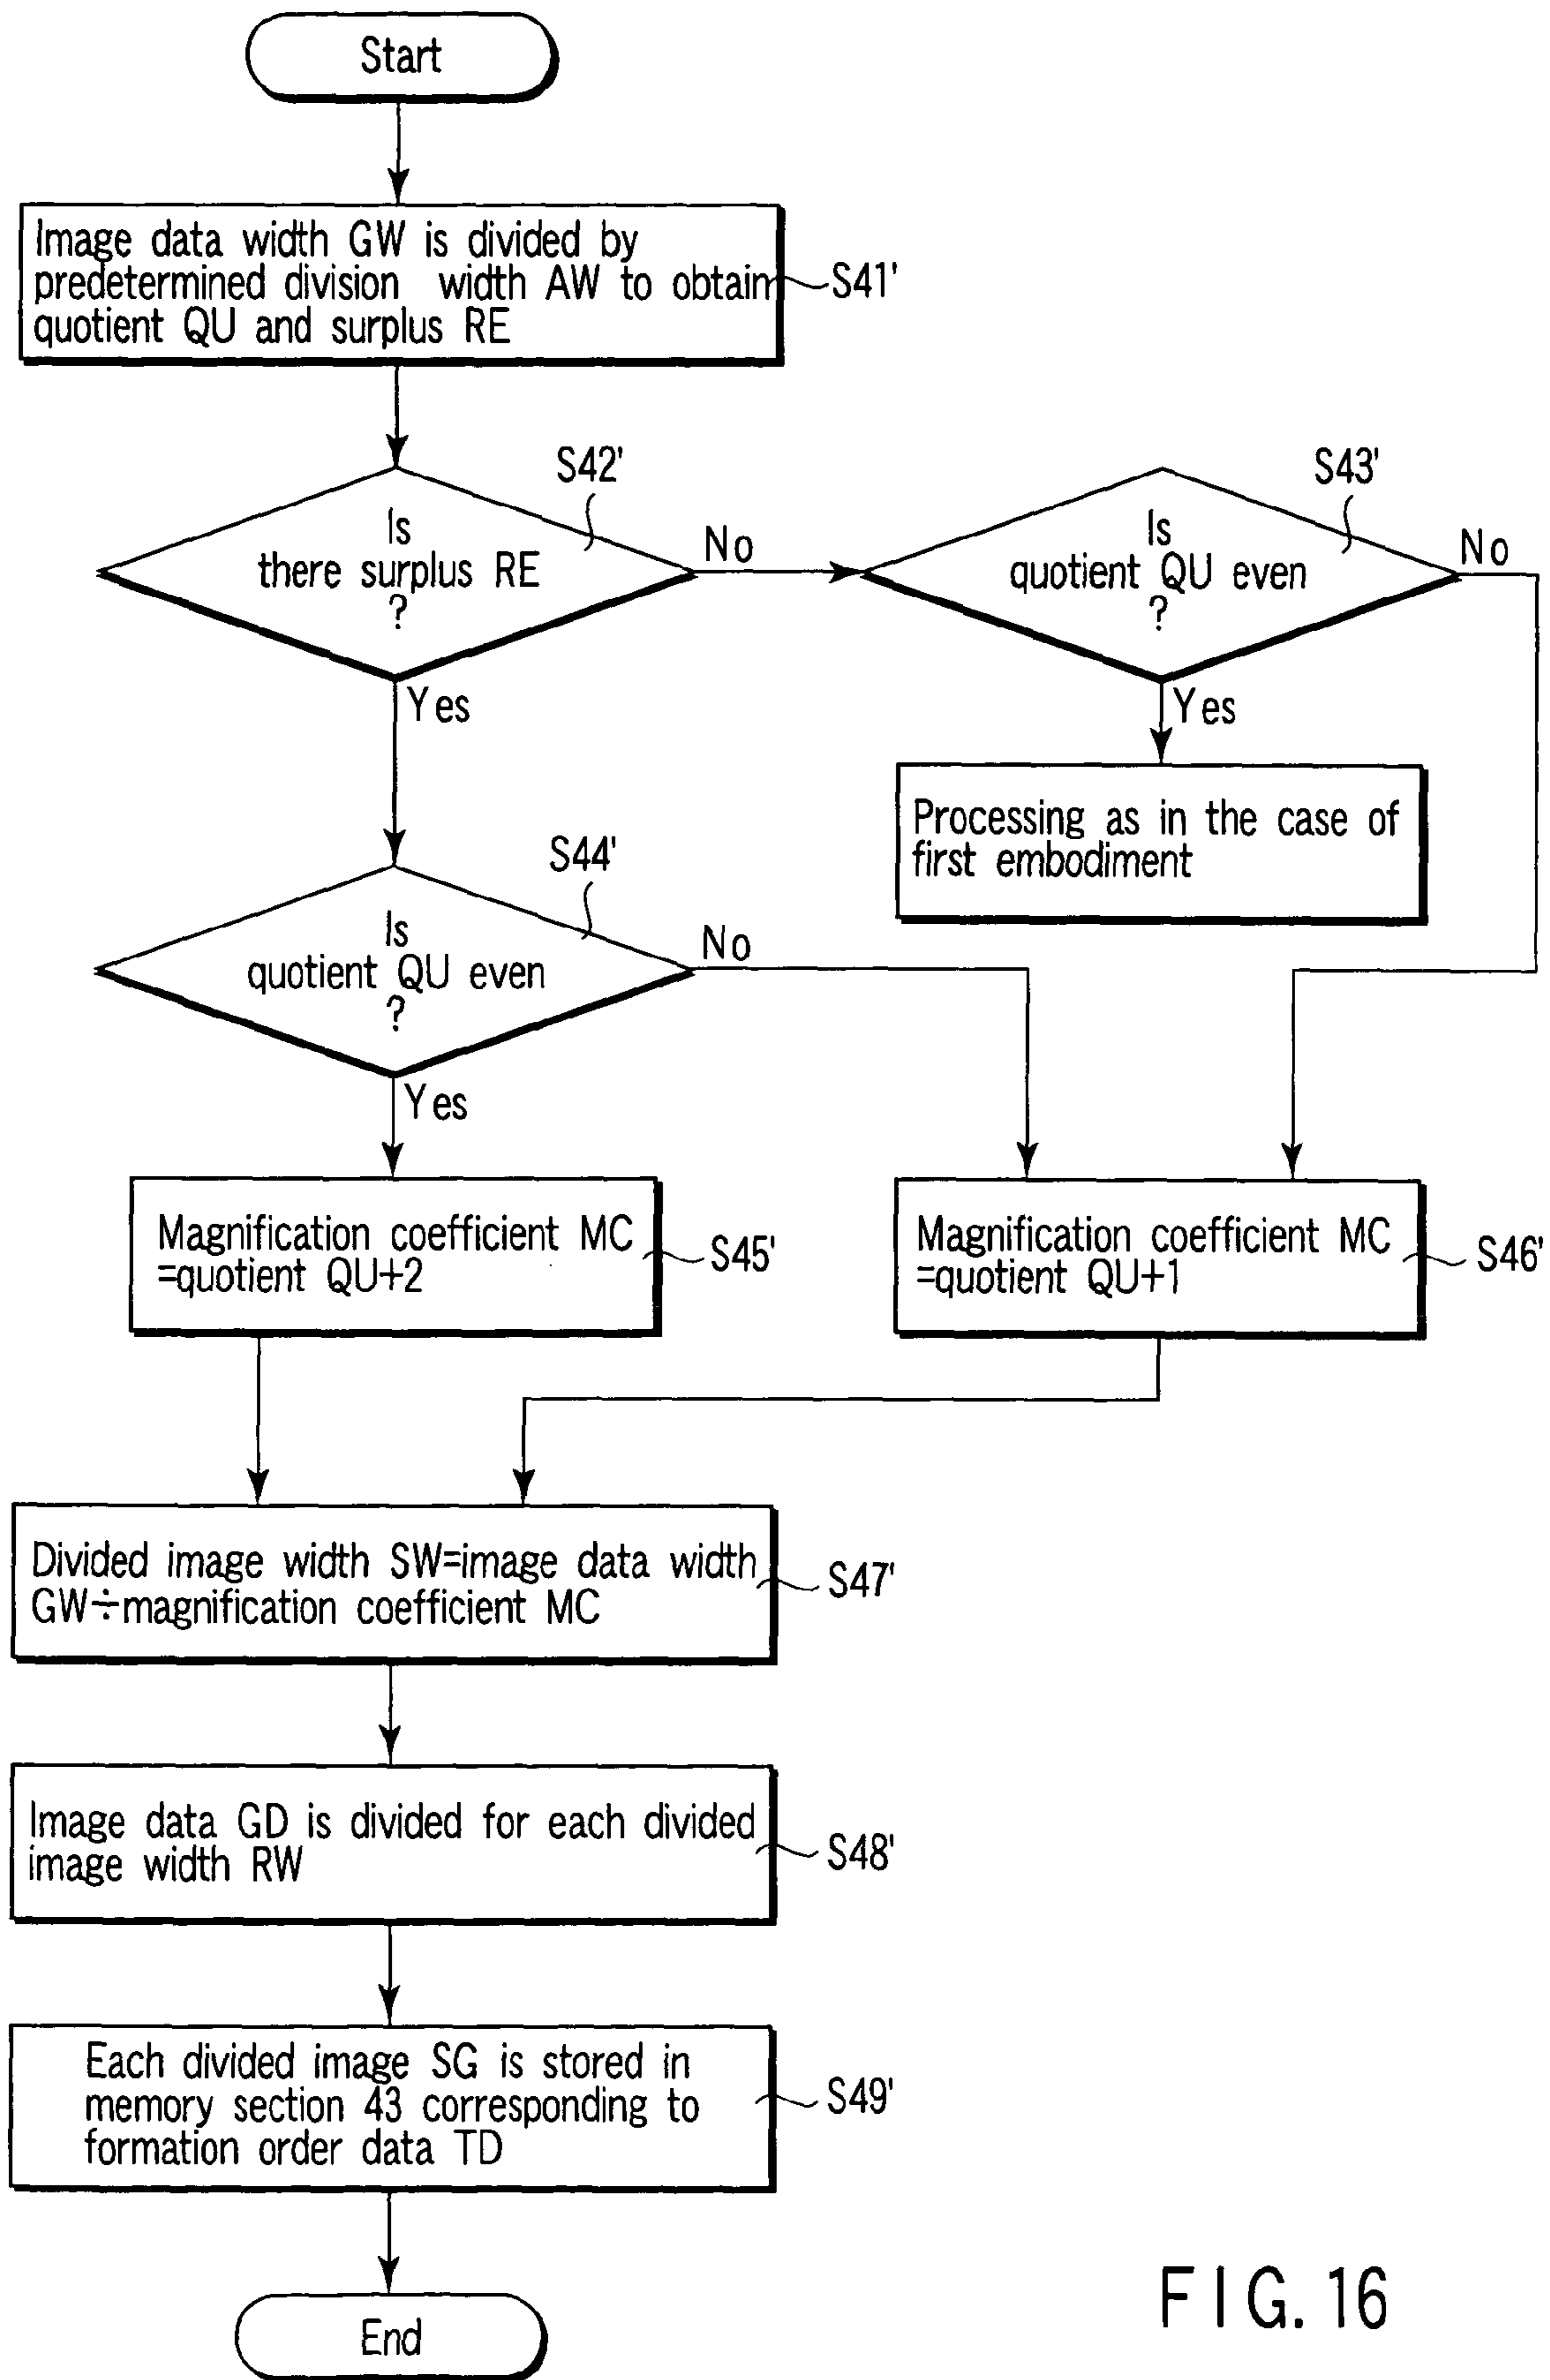 Start
Image data width GW is divided by
predetermined division width AW to obtain
quotient QU and surplus RE
S41'
S42'
Is
there surplus RE
?
No
Yes
S43'
Is
quotient QU even
?
No
Yes
Processing as in the case of
first embodiment
S44'
Is
quotient QU even
?
No
Yes
Magnification coefficient MC
=quotient QU+2
S45'
Magnification coefficient MC
=quotient QU+1
S46'
Divided image width SW=image data width
GW÷magnification coefficient MC
S47'
Image data GD is divided for each divided
image width RW
S48'
Each divided image SG is stored in
memory section 43 corresponding to
formation order data TD
S49'
End
FIG. 16